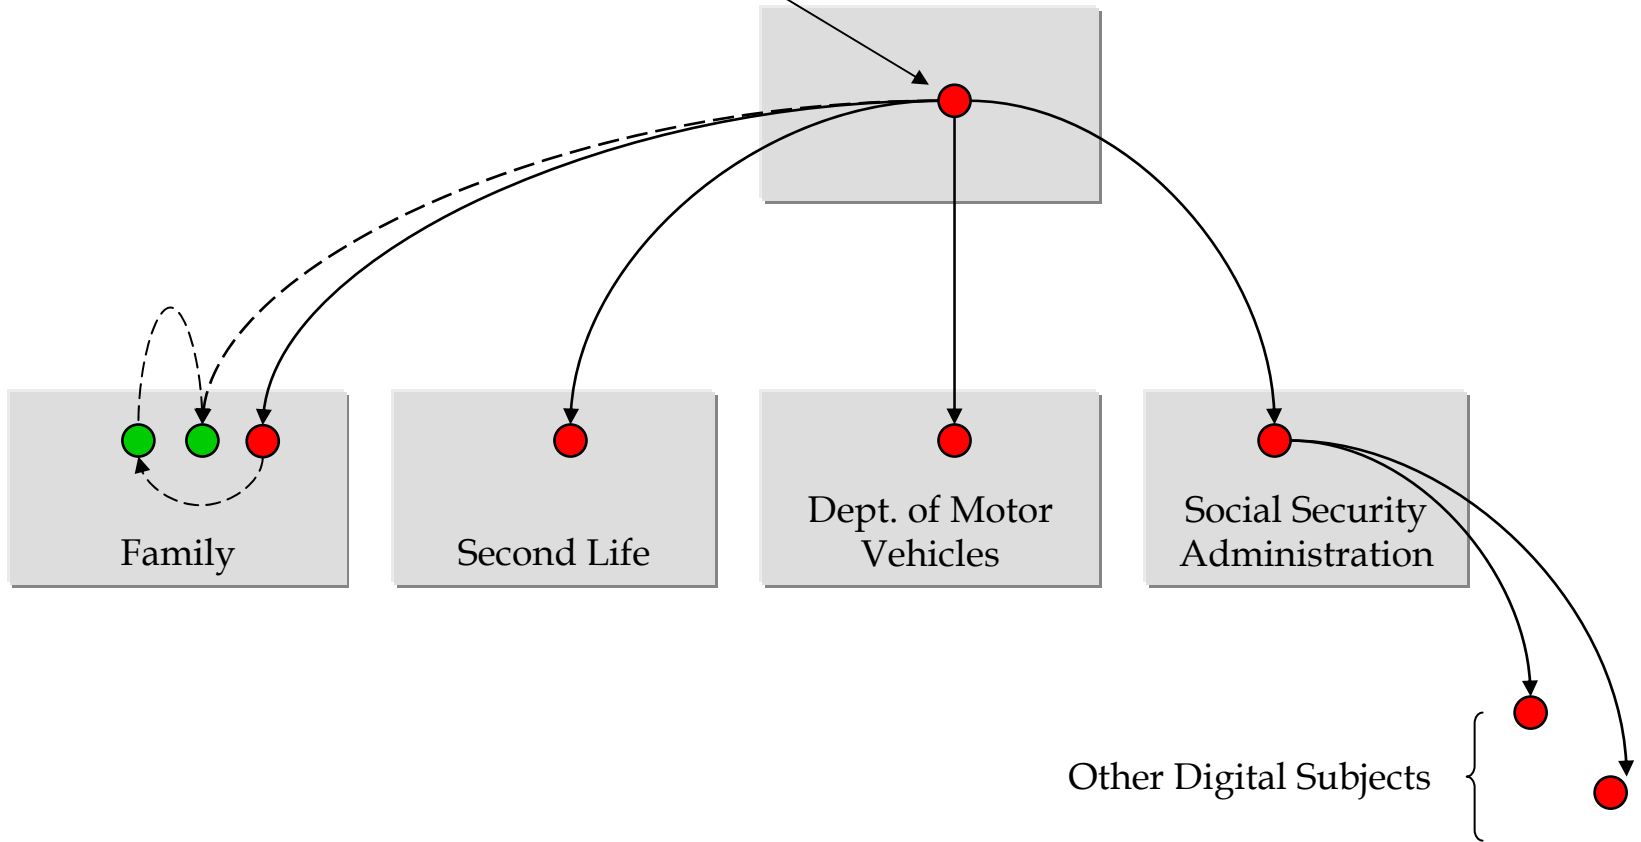 Family
Second Life
Dept. of Motor
Vehicles
Social Security
Administration
Other Digital Subjects